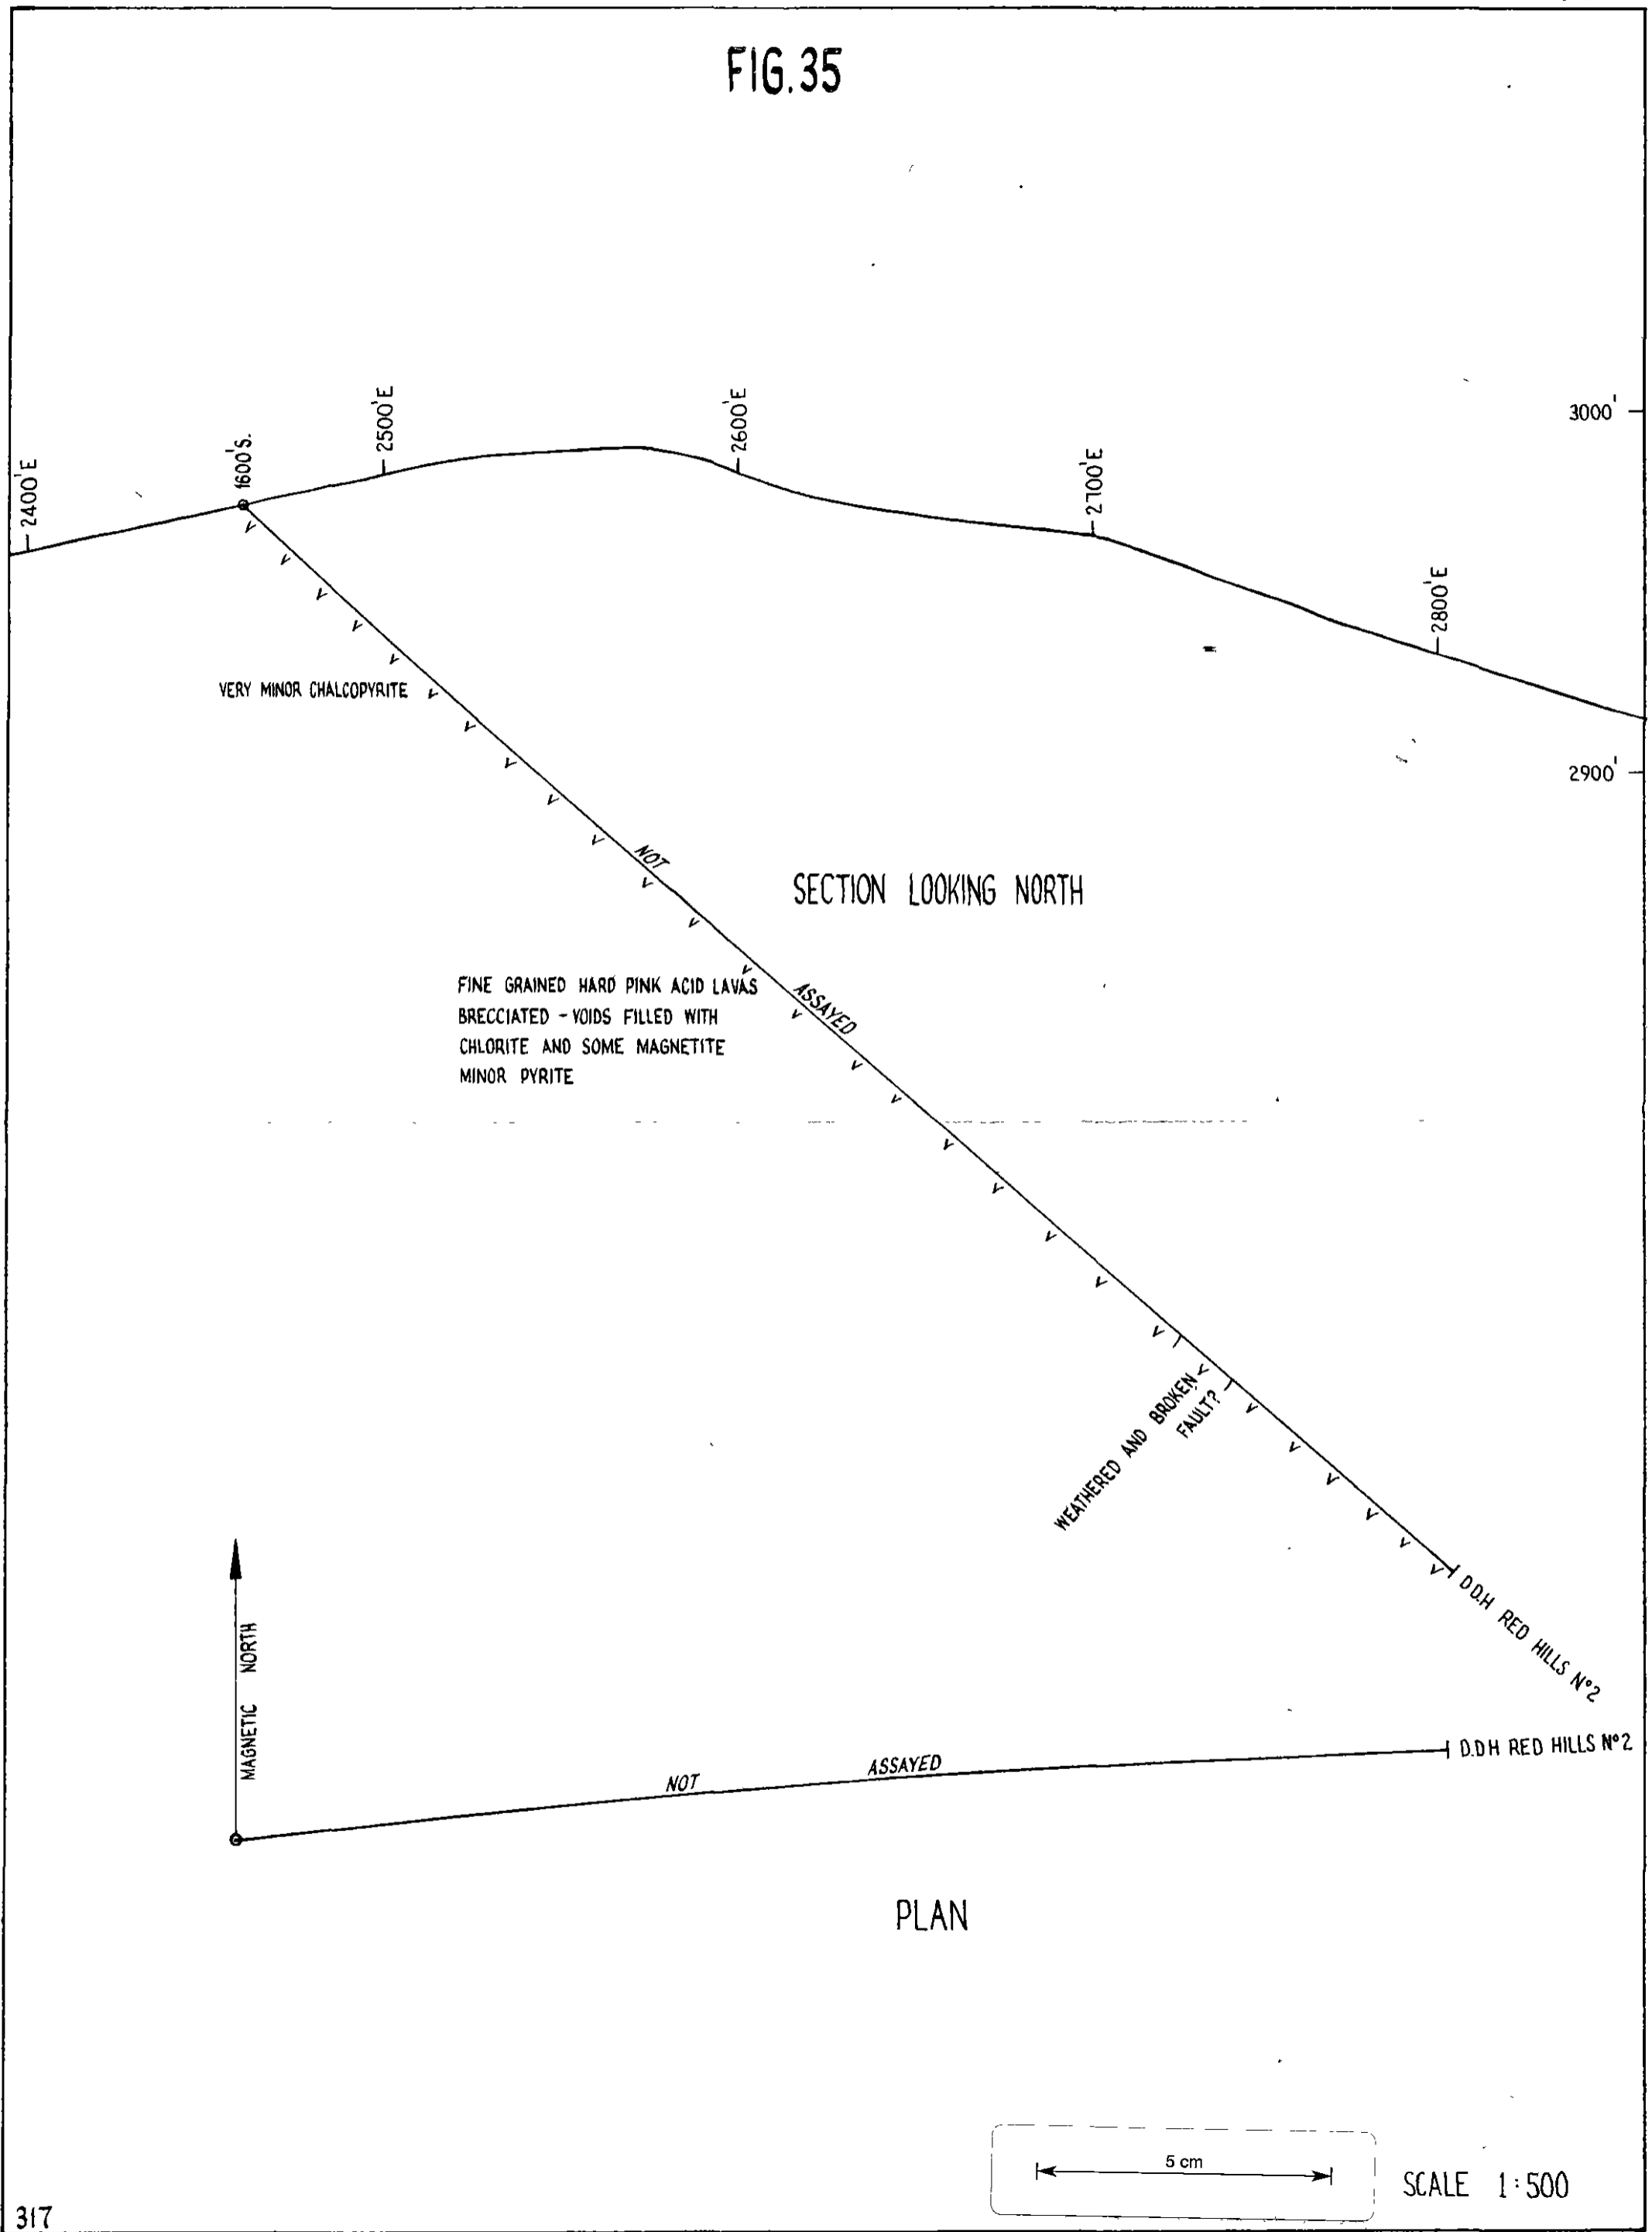 FIG.35
2400'E
1600'S.
2500'E
2600'E
2700'E
2800'E
3000'
2900'
VERY MINOR CHALCOPYRITE
NOT
ASSAYED
SECTION LOOKING NORTH
FINE GRAINED HARD PINK ACID LAVAS
BRECCIATED - VOIDS FILLED WITH
CHLORITE AND SOME MAGNETITE
MINOR PYRITE
WEATHERED AND BROKEN
FAULT?
D.D.H RED HILLS Nº2
MAGNETIC NORTH
NOT
ASSAYED
D.D.H RED HILLS Nº2
PLAN
5 cm
SCALE 1:500
317